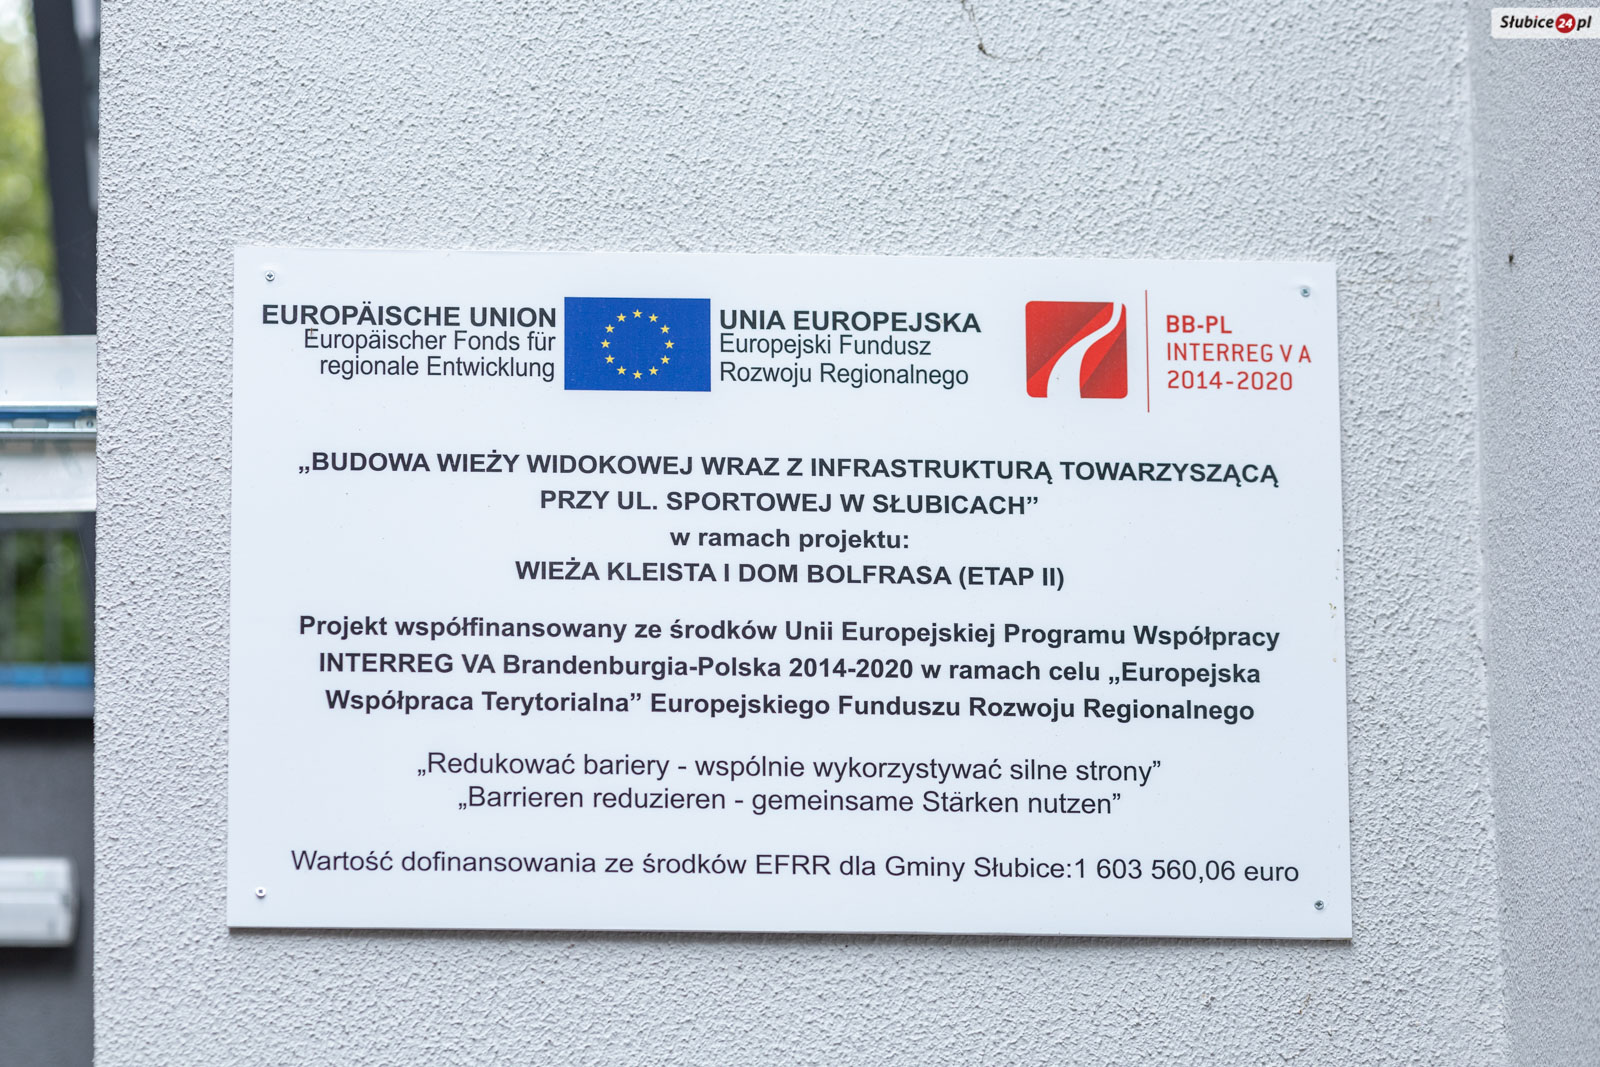 Słubice24.pl
EUROPÄISCHE UNION
Europäischer Fonds für
regionale Entwicklung
UNIA EUROPEJSKA
Europejski Fundusz
Rozwoju Regionalnego
BB-PL
INTERREG V A
2014-2020
„BUDOWA WIEŻY WIDOKOWEJ WRAZ Z INFRASTRUKTURĄ TOWARZYSZĄCĄ
PRZY UL. SPORTOWEJ W SŁUBICACH”
w ramach projektu:
WIEŻA KLEISTA I DOM BOLFRASA (ETAP II)
Projekt współfinansowany ze środków Unii Europejskiej Programu Współpracy
INTERREG VA Brandenburgia-Polska 2014-2020 w ramach celu „Europejska
Współpraca Terytorialna” Europejskiego Funduszu Rozwoju Regionalnego
„Redukować bariery - wspólnie wykorzystywać silne strony”
„Barrieren reduzieren - gemeinsame Stärken nutzen”
Wartość dofinansowania ze środków EFRR dla Gminy Słubice:1 603 560,06 euro